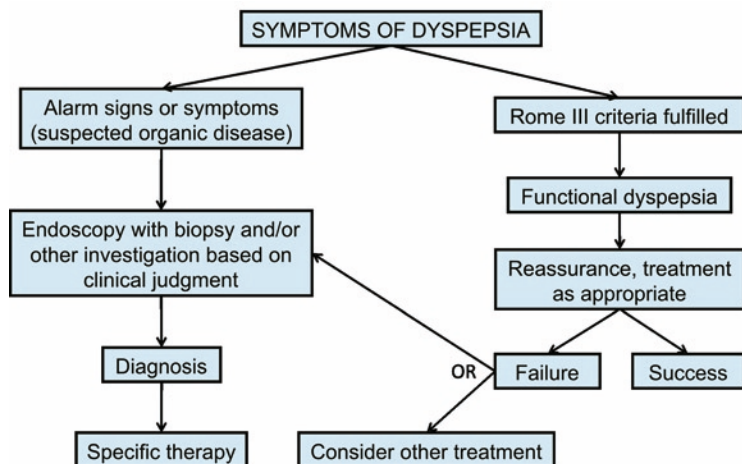 SYMPTOMS OF DYSPEPSIA
Alarm signs or symptoms
(suspected organic disease)
Rome III criteria fulfilled
Functional dyspepsia
Endoscopy with biopsy and/or
other investigation based on
clinical judgment
Reassurance, treatment
as appropriate
Diagnosis
OR
Failure
Success
Specific therapy
Consider other treatment